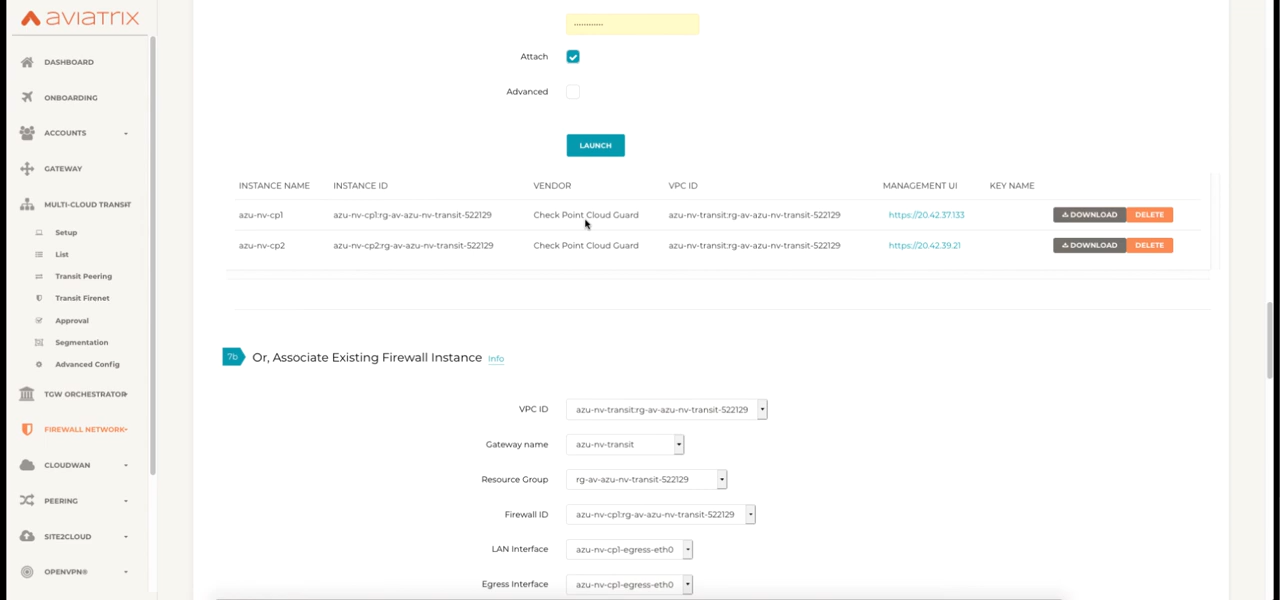 aviatrix
DASHBOARD
ONBOARDING
ACCOUNTS
GATEWAY
MULTI-CLOUD TRANSIT
Setup
List
Transit Peering
Transit Firenet
Approval
Segmentation
Advanced Config
TGW ORCHESTRATOR
FIREWALL NETWORK
CLOUDWAN
PEERING
SITE2CLOUD
OPENVPN®
Attach
Advanced
LAUNCH
INSTANCE NAME INSTANCE ID VENDOR VPC ID MANAGEMENT UI KEY NAME
azu-nv-cp1 azu-nv-cp1:rg-av-azu-nv-transit-522129 Check Point Cloud Guard azu-nv-transit:rg-av-azu-nv-transit-522129 https://20.42.37.133 DOWNLOAD DELETE
azu-nv-cp2 azu-nv-cp2:rg-av-azu-nv-transit-522129 Check Point Cloud Guard azu-nv-transit:rg-av-azu-nv-transit-522129 https://20.42.39.21 DOWNLOAD DELETE
7b Or, Associate Existing Firewall Instance Info
VPC ID azu-nv-transit:rg-av-azu-nv-transit-522129
Gateway name azu-nv-transit
Resource Group rg-av-azu-nv-transit-522129
Firewall ID azu-nv-cp1:rg-av-azu-nv-transit-522129
LAN Interface azu-nv-cp1-egress-eth0
Egress Interface azu-nv-cp1-egress-eth0